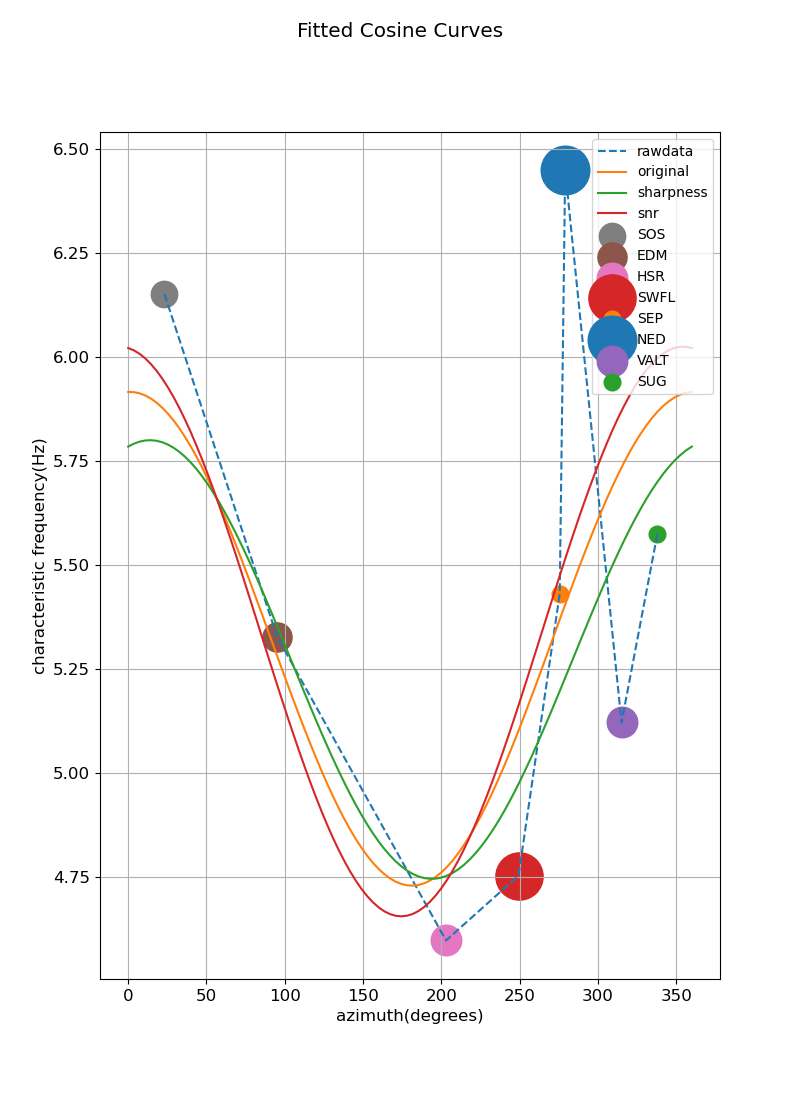 Fitted Cosine Curves
6.50
6.25
6.00
5.75
5.50
5.25
5.00
4.75
characteristic frequency(Hz)
0 50 100 150 200 250 300 350
azimuth(degrees)
rawdata
original
sharpness
snr
SOS
EDM
HSR
SWFL
SEP
NED
VALT
SUG